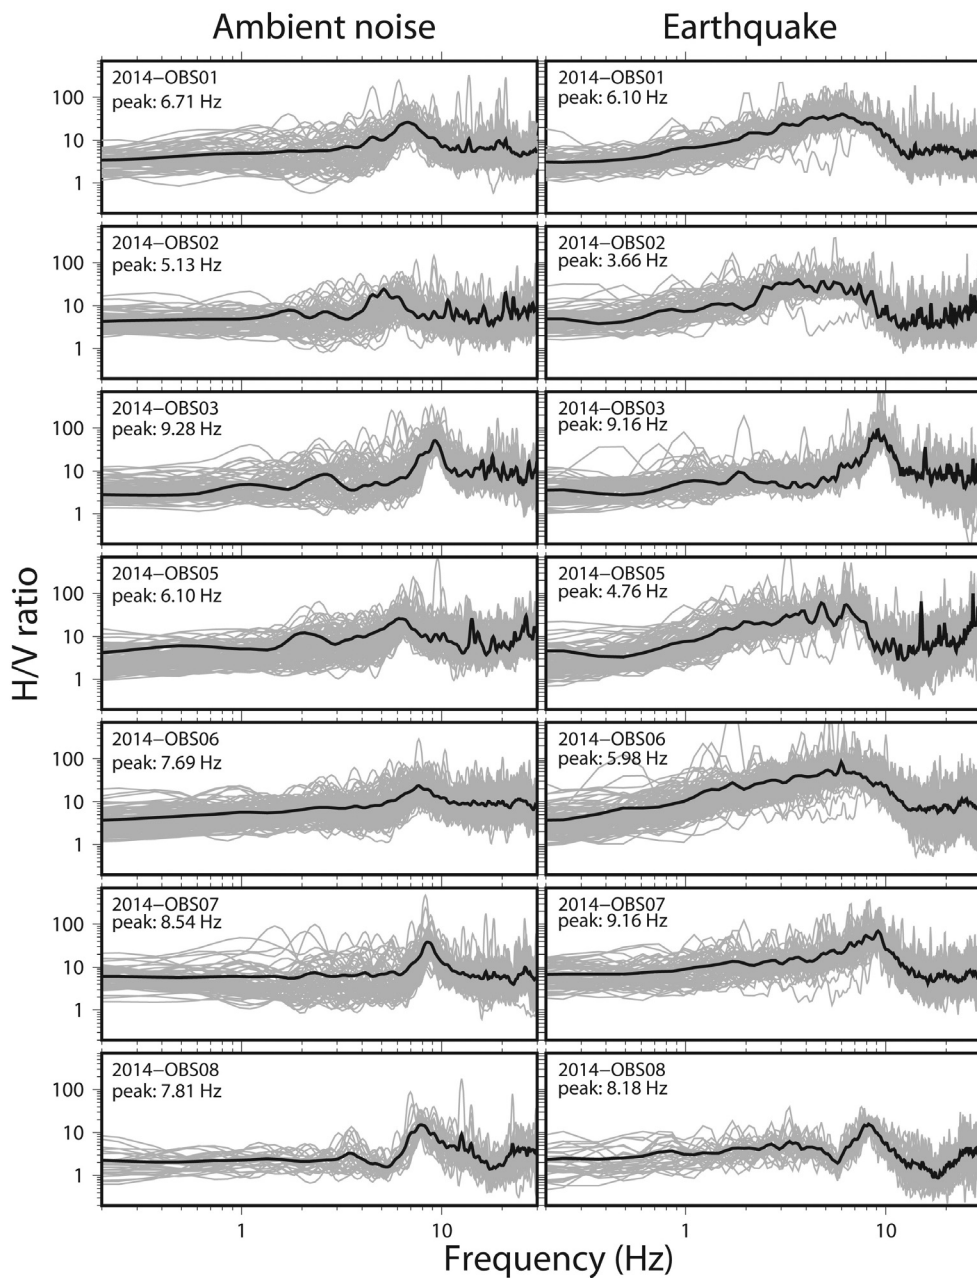 Ambient noise
Earthquake
2014–OBS01
peak: 6.71 Hz
2014–OBS01
peak: 6.10 Hz
100
10
1
2014–OBS02
peak: 5.13 Hz
2014–OBS02
peak: 3.66 Hz
100
10
1
2014–OBS03
peak: 9.28 Hz
2014–OBS03
peak: 9.16 Hz
100
10
1
2014–OBS05
peak: 6.10 Hz
2014–OBS05
peak: 4.76 Hz
100
10
1
H/V ratio
2014–OBS06
peak: 7.69 Hz
2014–OBS06
peak: 5.98 Hz
100
10
1
2014–OBS07
peak: 8.54 Hz
2014–OBS07
peak: 9.16 Hz
100
10
1
2014–OBS08
peak: 7.81 Hz
2014–OBS08
peak: 8.18 Hz
100
10
1
1 10 1 10
Frequency (Hz)